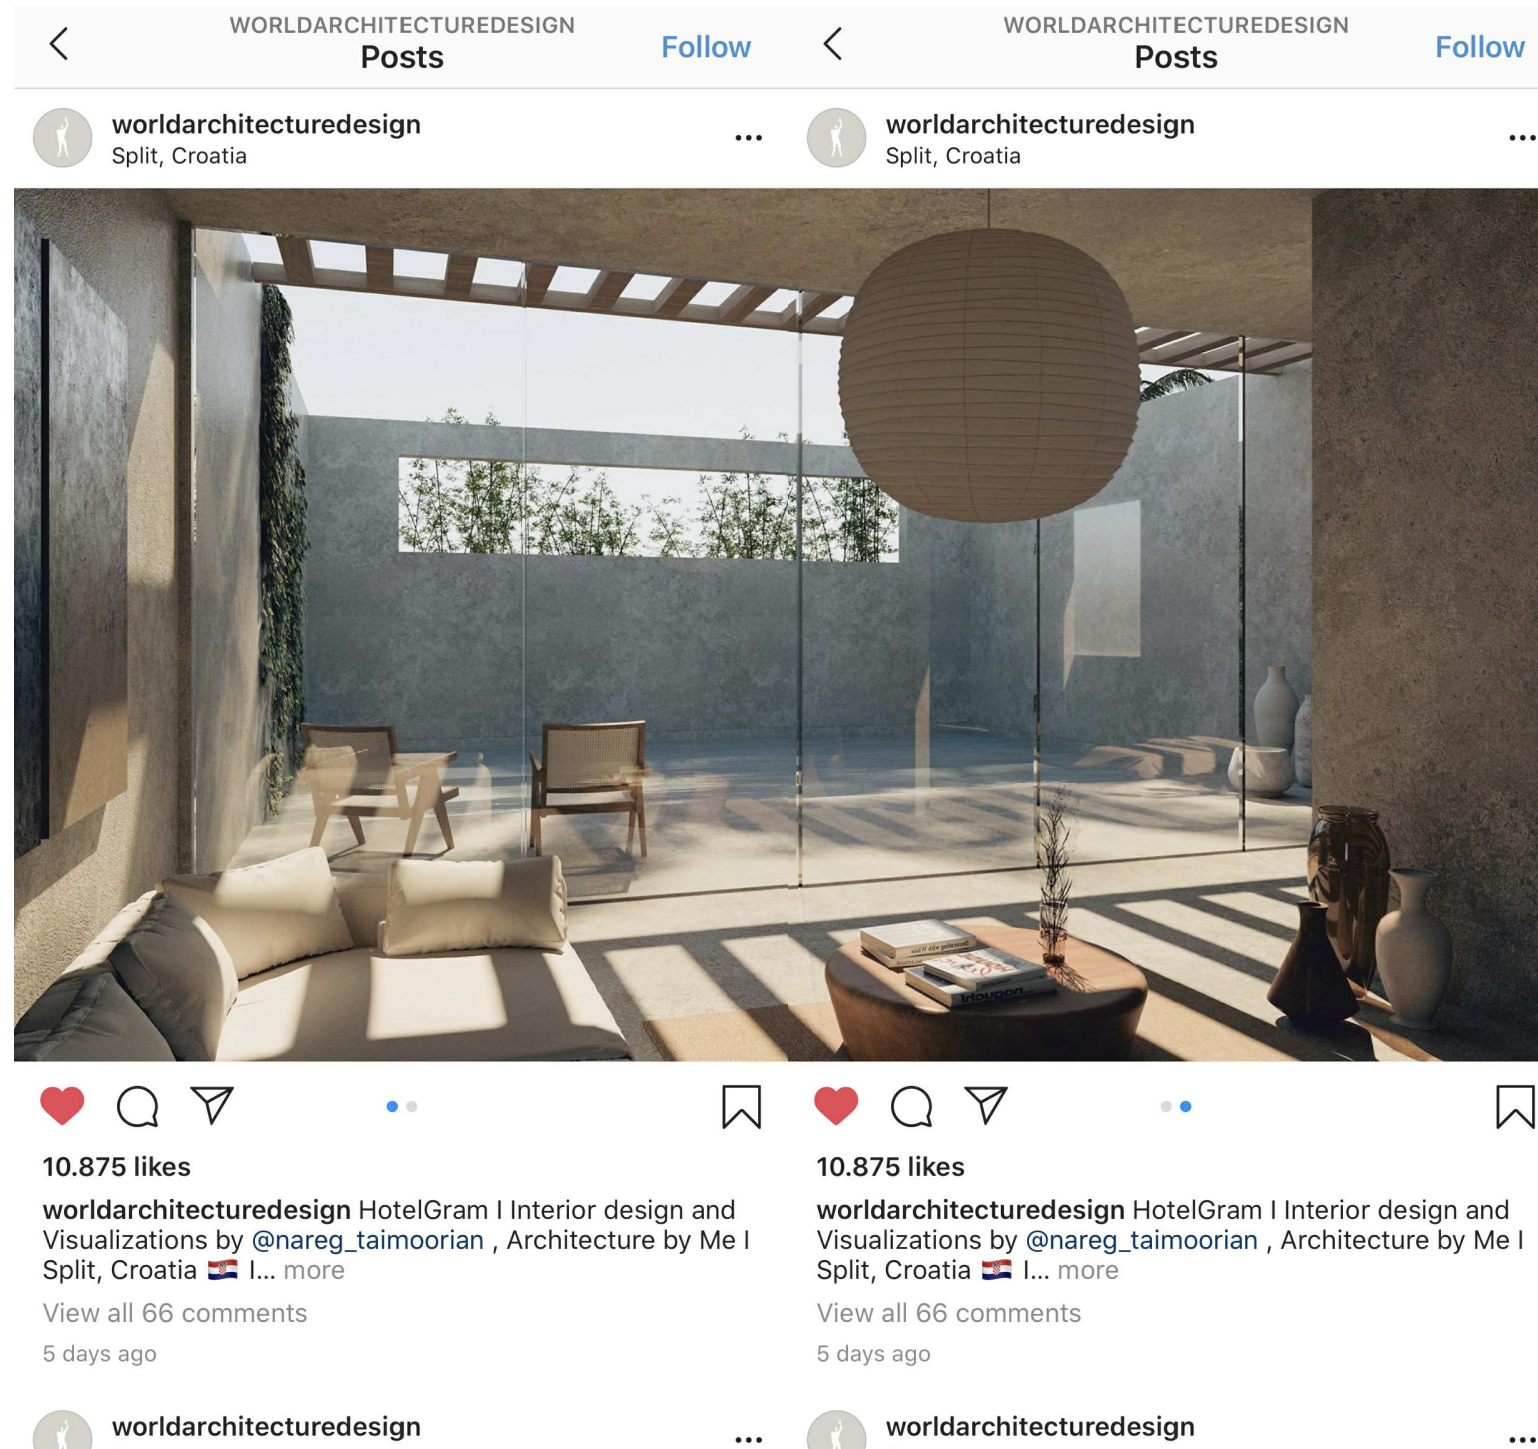 WORLDARCHITECTUREDESIGN
Posts
Follow
worldarchitecturedesign
Split, Croatia
10.875 likes
worldarchitecturedesign HotelGram I Interior design and
Visualizations by @nareg_taimoorian , Architecture by Me I
Split, Croatia 🇭🇷 I... more
View all 66 comments
5 days ago
worldarchitecturedesign
WORLDARCHITECTUREDESIGN
Posts
Follow
worldarchitecturedesign
Split, Croatia
10.875 likes
worldarchitecturedesign HotelGram I Interior design and
Visualizations by @nareg_taimoorian , Architecture by Me I
Split, Croatia 🇭🇷 I... more
View all 66 comments
5 days ago
worldarchitecturedesign